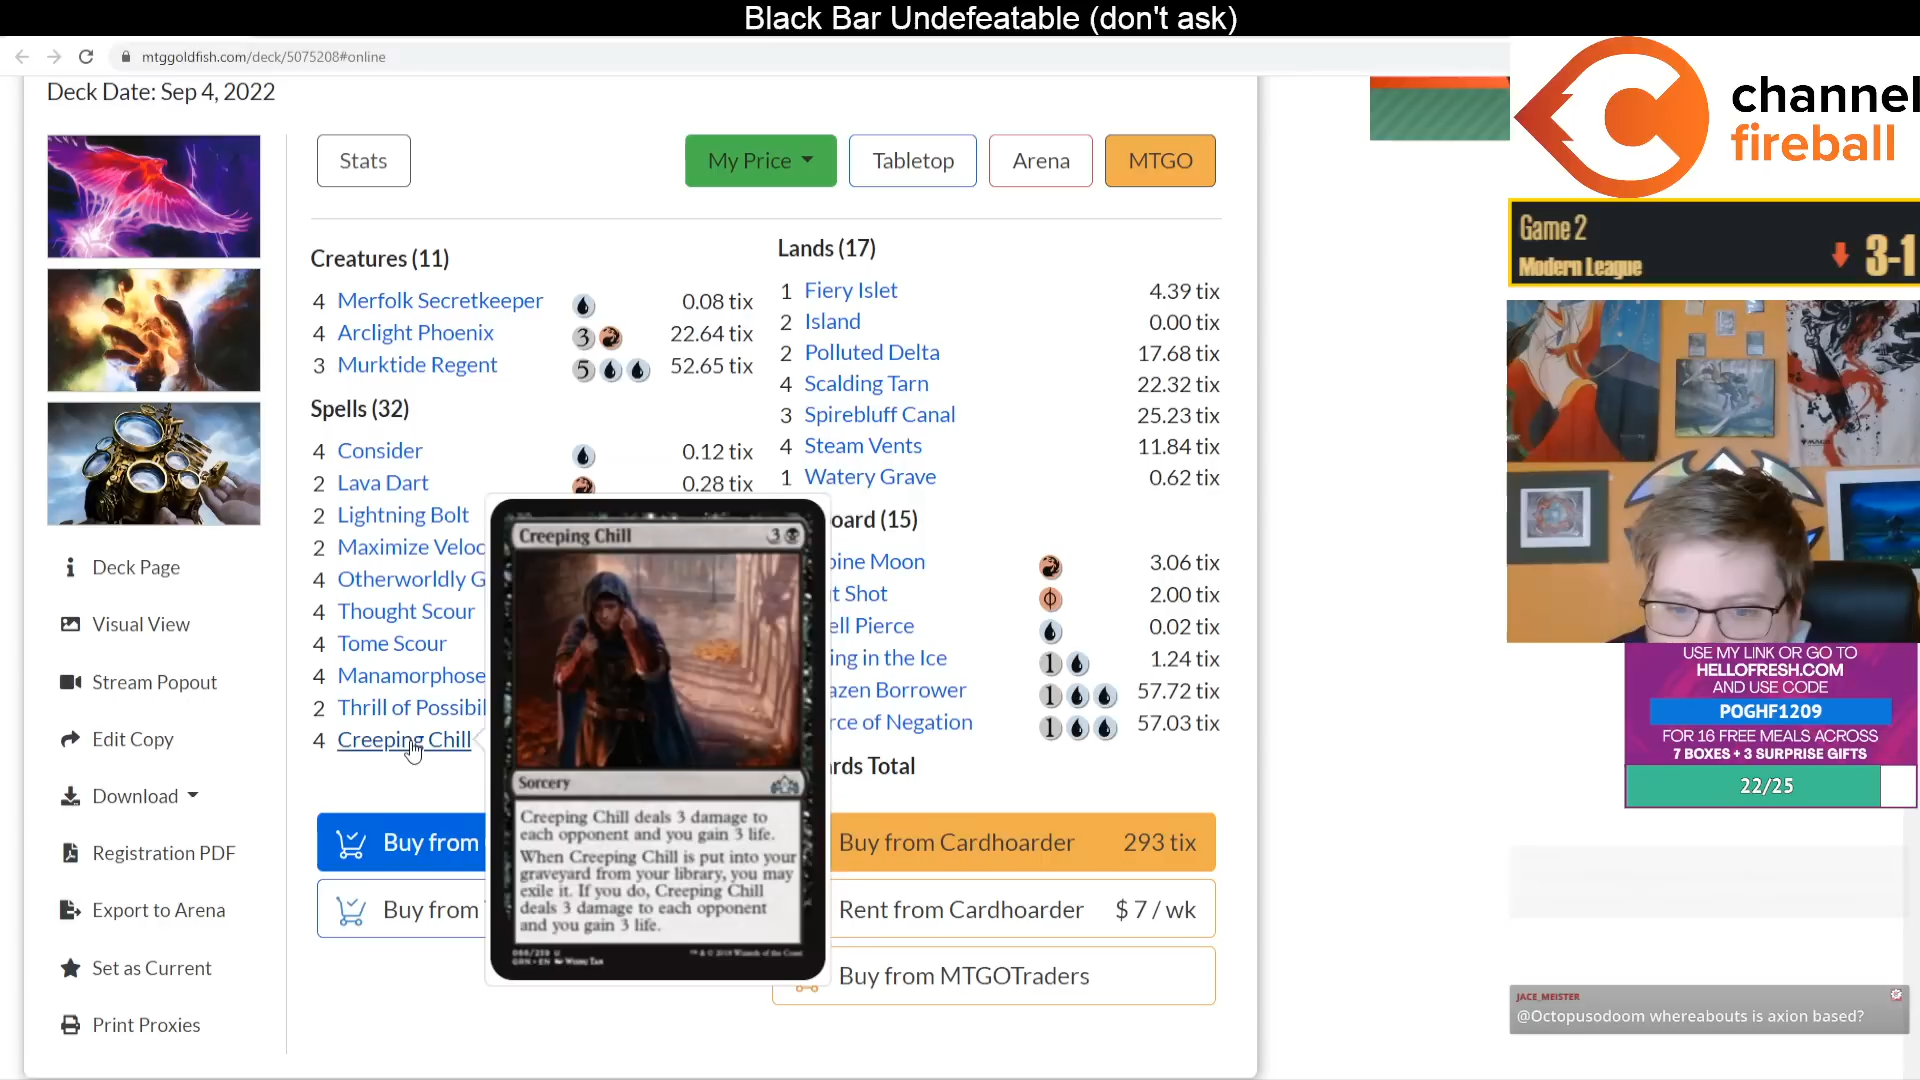 Black Bar Undefeatable (don't ask)
mtggoldfish.com/deck/5075208#online
Deck Date: Sep 4, 2022
Stats
My Price
Tabletop
Arena
MTGO
Creatures (11)
4 Merfolk Secretkeeper 0.08 tix
4 Arclight Phoenix 3 22.64 tix
3 Murktide Regent 5 52.65 tix
Spells (32)
4 Consider 0.12 tix
2 Lava Dart 0.28 tix
2 Lightning Bolt
2 Maximize Veloc
4 Otherworldly G
4 Thought Scour
4 Tome Scour
4 Manamorphose
2 Thrill of Possibil
4 Creeping Chill
Lands (17)
1 Fiery Islet 4.39 tix
2 Island 0.00 tix
2 Polluted Delta 17.68 tix
4 Scalding Tarn 22.32 tix
3 Spirebluff Canal 25.23 tix
4 Steam Vents 11.84 tix
1 Watery Grave 0.62 tix
oard (15)
pine Moon 3.06 tix
t Shot 2.00 tix
ell Pierce 0.02 tix
ing in the Ice 1 1.24 tix
azen Borrower 1 57.72 tix
rce of Negation 1 57.03 tix
rds Total
Creeping Chill 3
Sorcery
Creeping Chill deals 3 damage to
each opponent and you gain 3 life.
When Creeping Chill is put into your
graveyard from your library, you may
exile it. If you do, Creeping Chill
deals 3 damage to each opponent
and you gain 3 life.
Deck Page
Visual View
Stream Popout
Edit Copy
Download
Registration PDF
Export to Arena
Set as Current
Print Proxies
Buy from
Buy from
Buy from Cardhoarder 293 tix
Rent from Cardhoarder $ 7 / wk
Buy from MTGOTraders
channel
fireball
Game 2
Modern League
3-1
USE MY LINK OR GO TO
HELLOFRESH.COM
AND USE CODE
POGHF1209
FOR 16 FREE MEALS ACROSS
7 BOXES + 3 SURPRISE GIFTS
22/25
JACE_MEISTER
@Octopusodoom whereabouts is axion based?